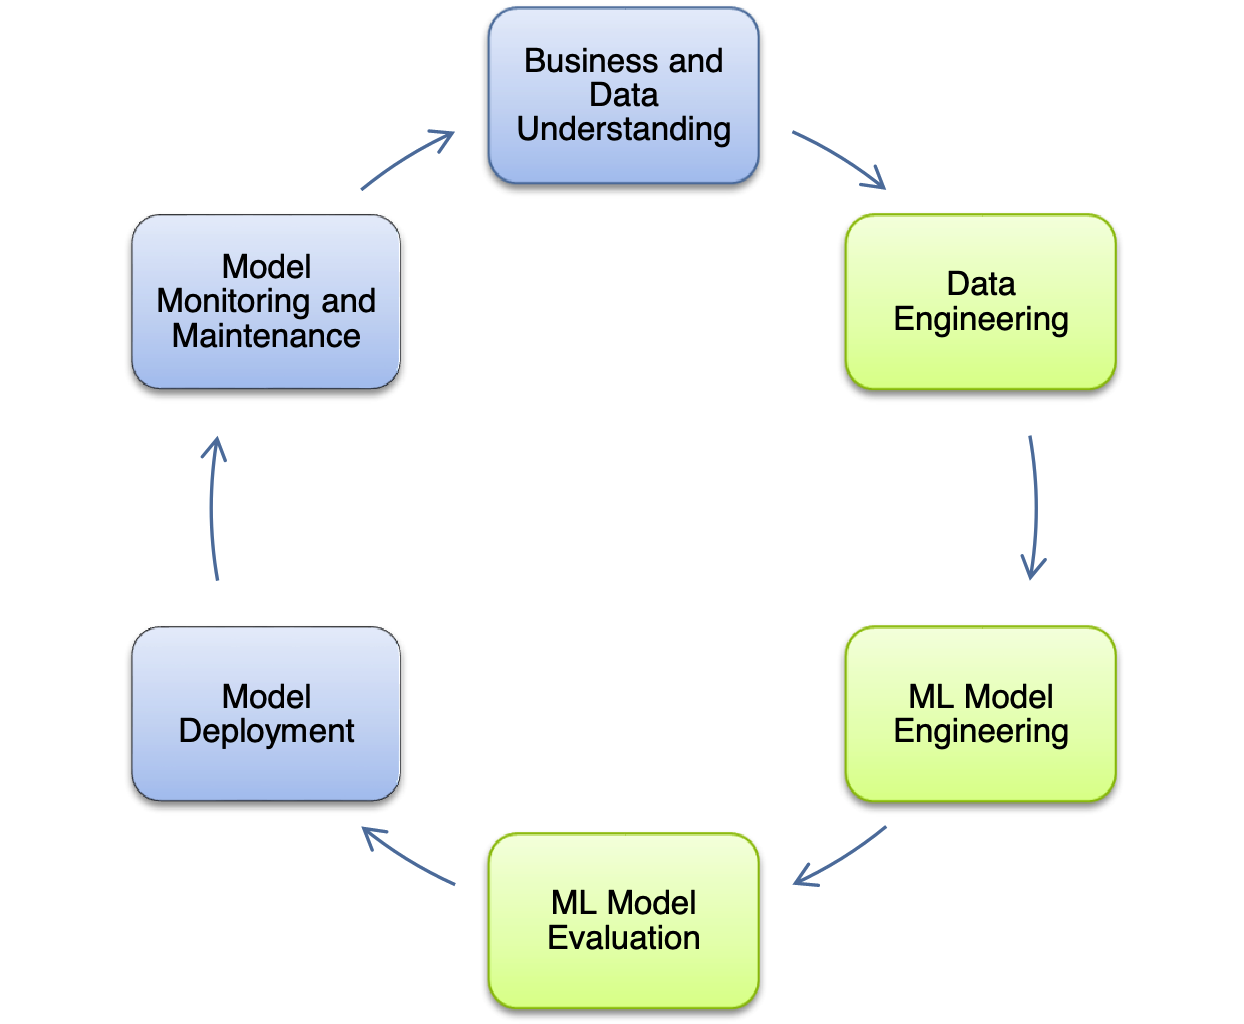 Business and
Data
Understanding
Data
Engineering
ML Model
Engineering
ML Model
Evaluation
Model
Deployment
Model
Monitoring and
Maintenance